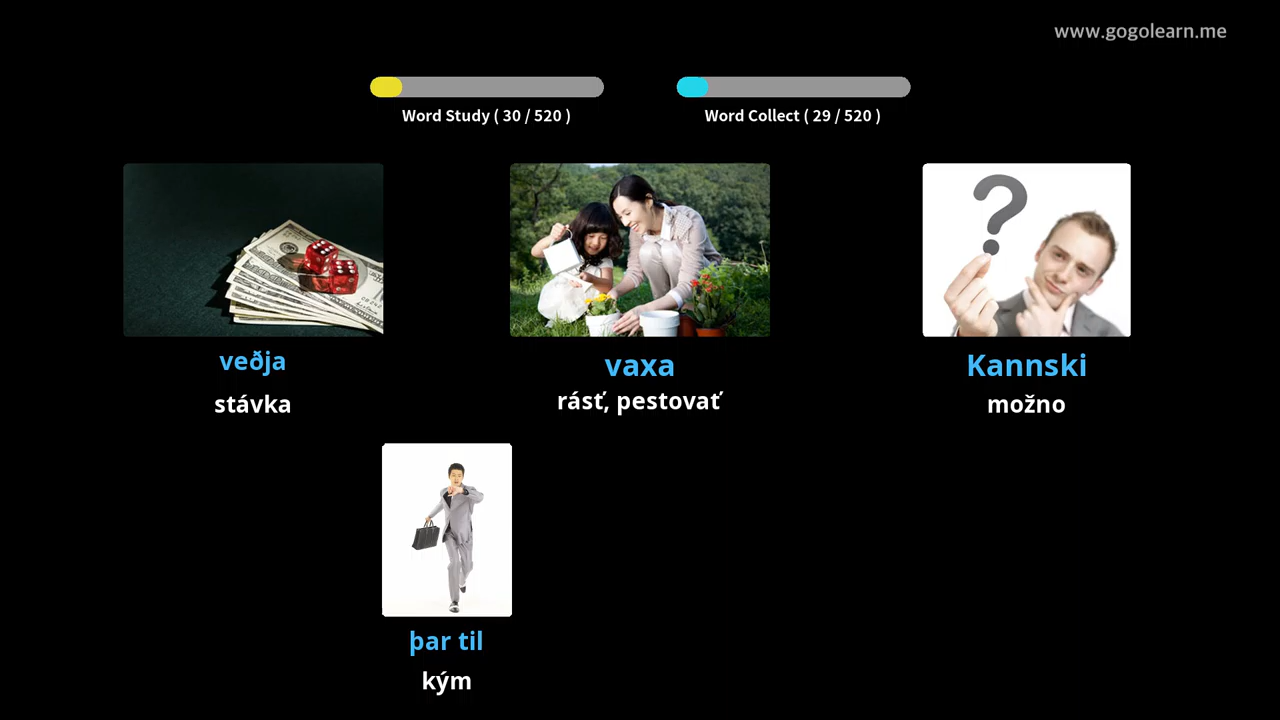 www.gogolearn.me
Word Study ( 30 / 520 )
Word Collect ( 29 / 520 )
veðja
stávka
vaxa
rásť, pestovať
Kannski
možno
þar til
kým